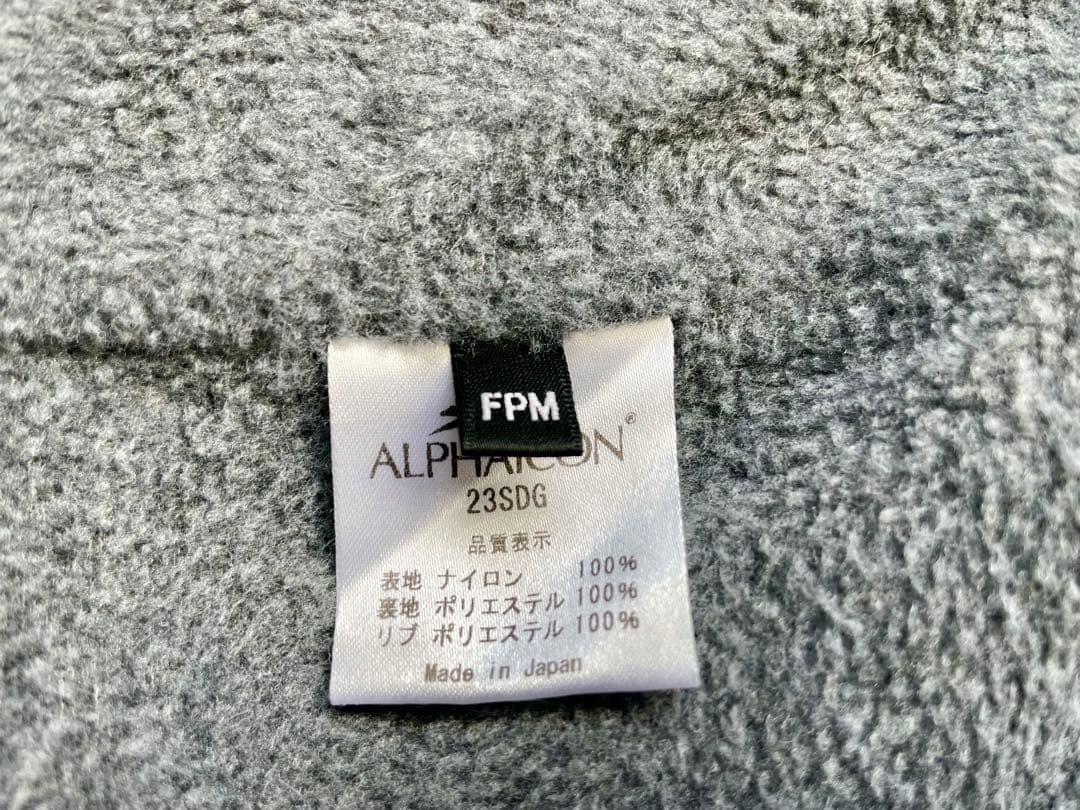 FPM
ALPHAICON®
23SDG
品質表示
表地 ナイロン 100%
裏地 ポリエステル 100%
リブ ポリエステル 100%
Made in Japan